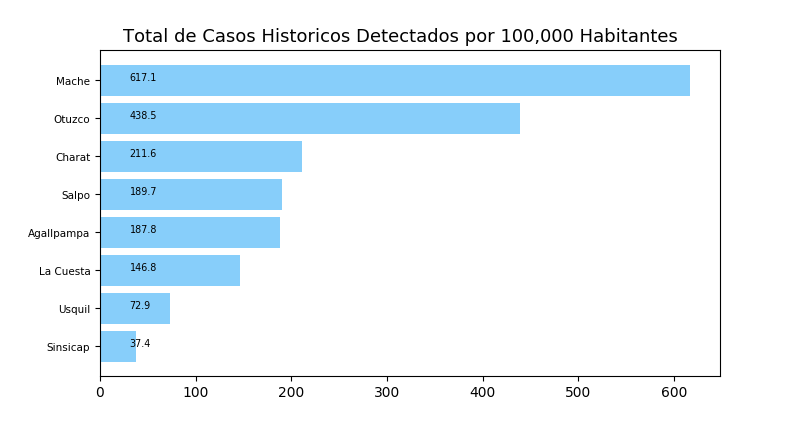 Total de Casos Historicos Detectados por 100,000 Habitantes
Mache 617.1
Otuzco 438.5
Charat 211.6
Salpo 189.7
Agallpampa 187.8
La Cuesta 146.8
Usquil 72.9
Sinsicap 37.4
0 100 200 300 400 500 600